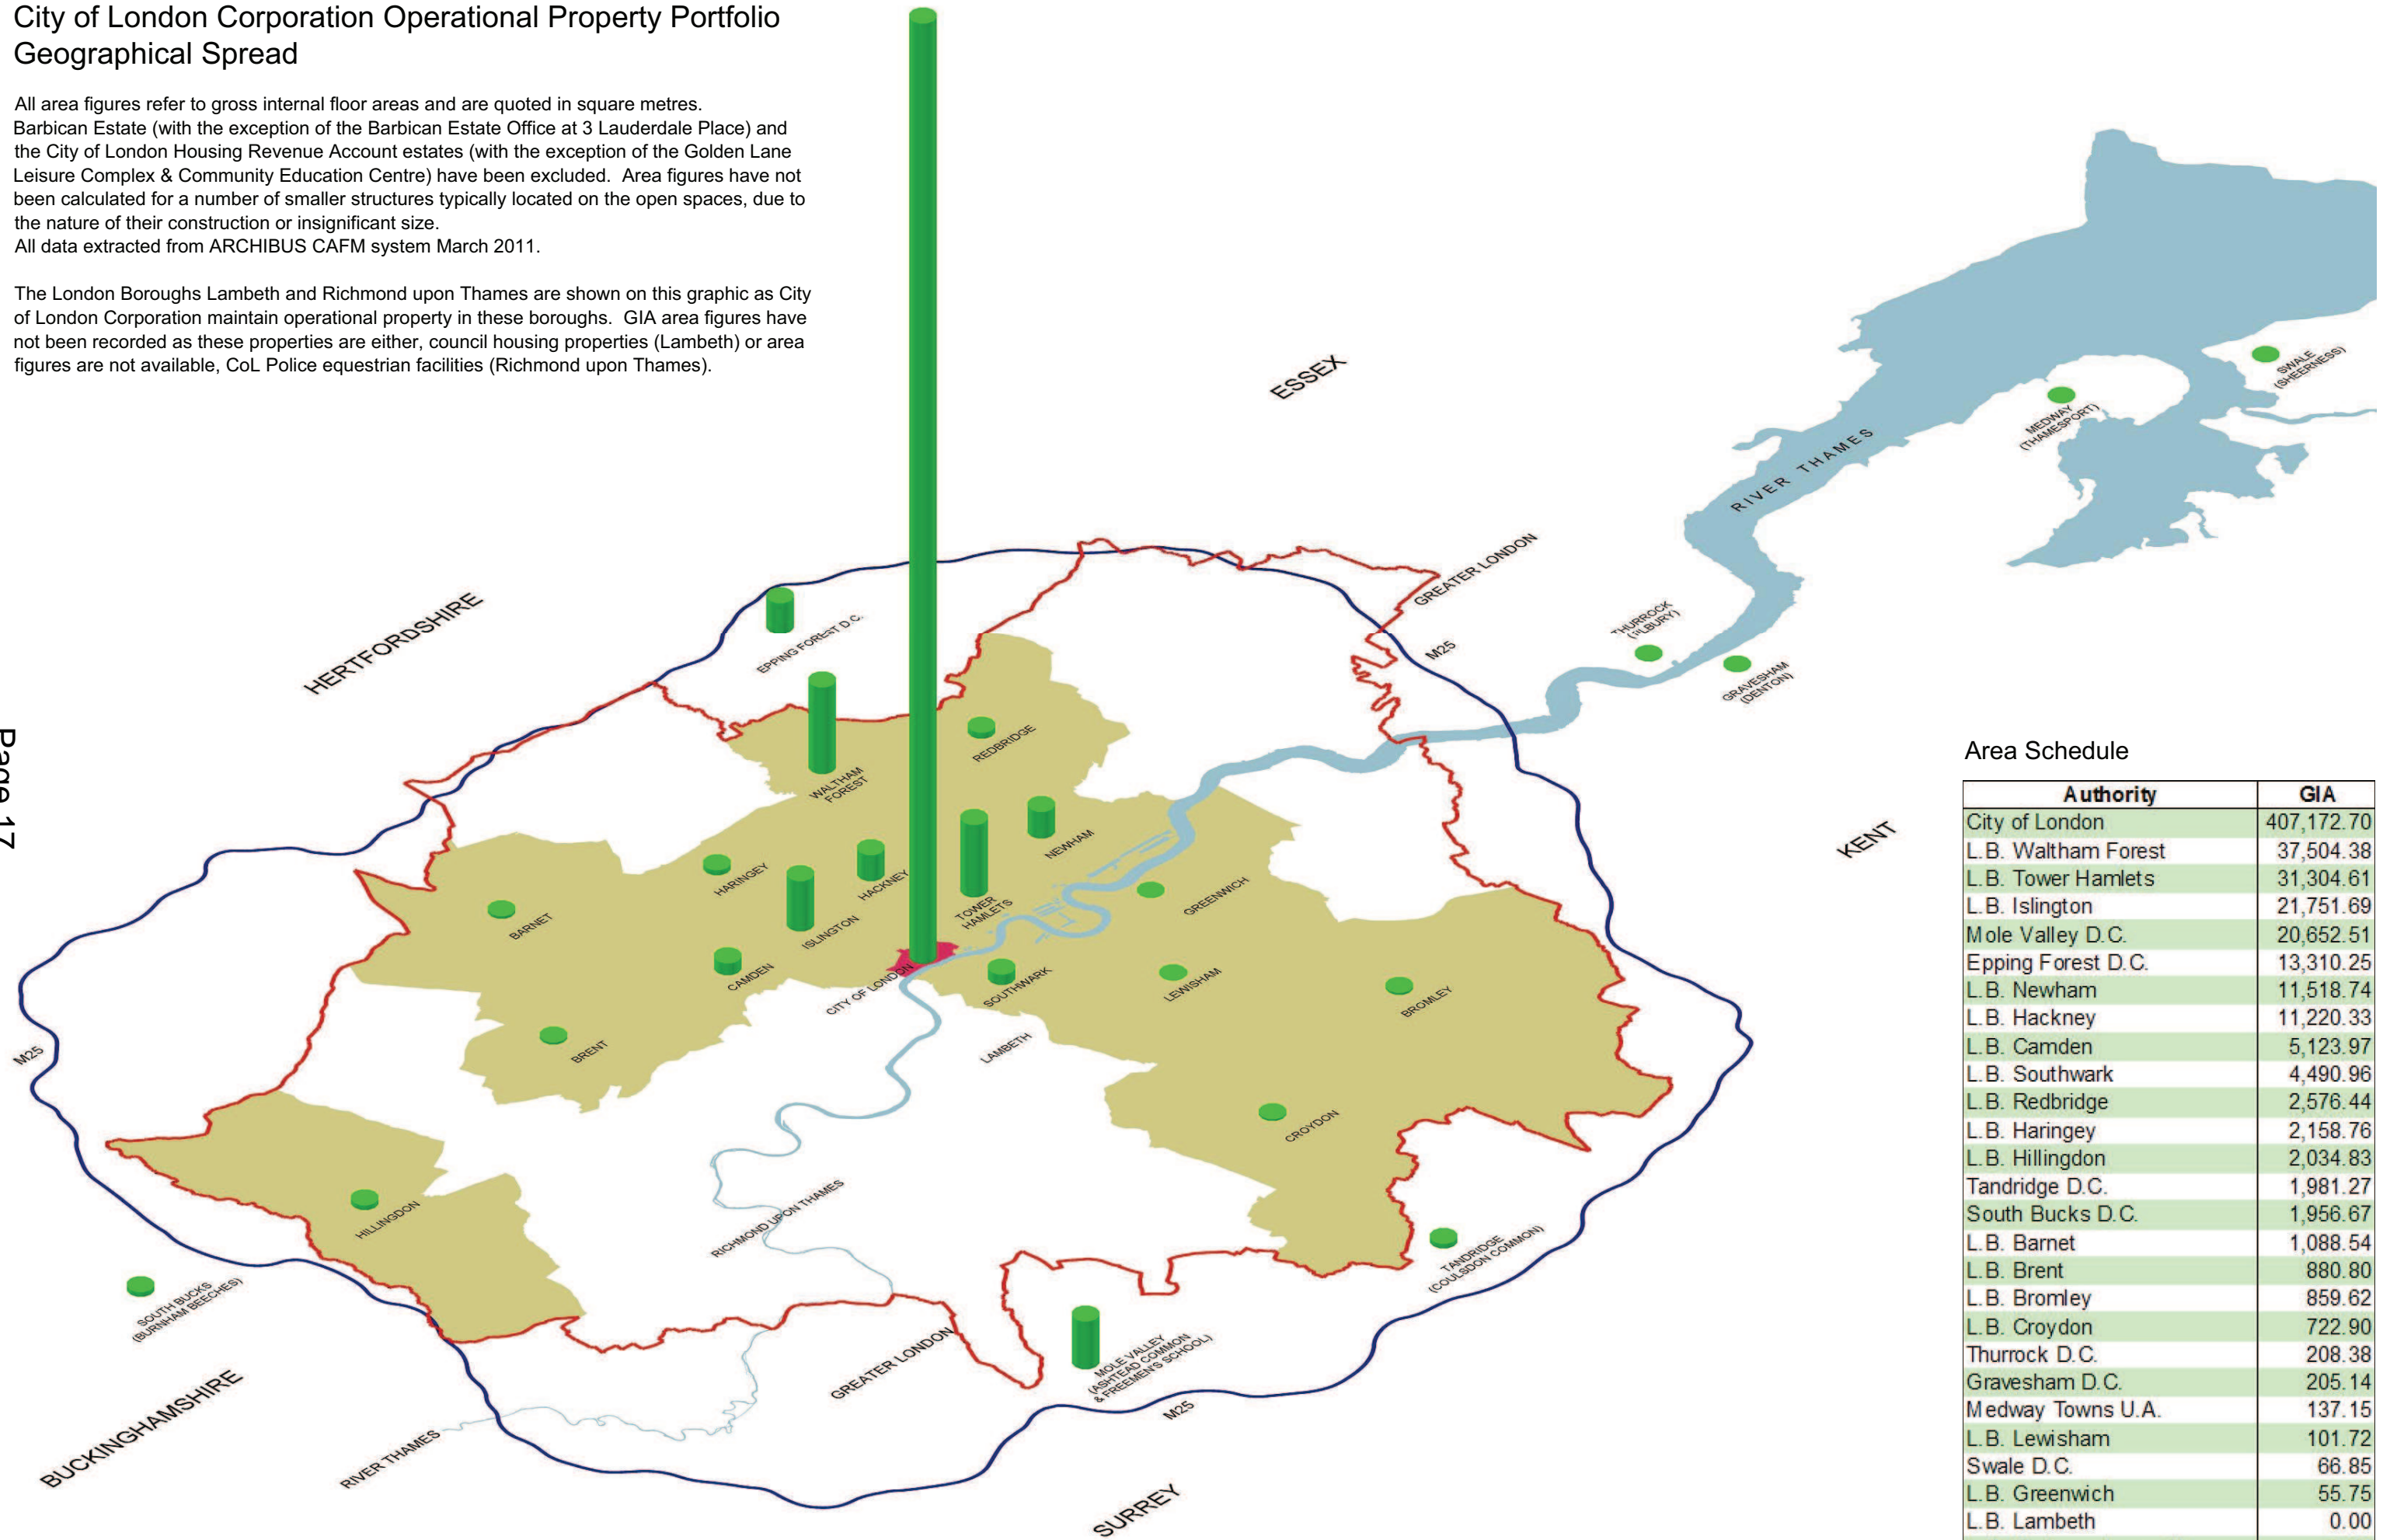 City of London Corporation Operational Property Portfolio
Geographical Spread
All area figures refer to gross internal floor areas and are quoted in square metres.
Barbican Estate (with the exception of the Barbican Estate Office at 3 Lauderdale Place) and
the City of London Housing Revenue Account estates (with the exception of the Golden Lane
Leisure Complex & Community Education Centre) have been excluded.  Area figures have not
been calculated for a number of smaller structures typically located on the open spaces, due to
the nature of their construction or insignificant size.
All data extracted from ARCHIBUS CAFM system March 2011.
The London Boroughs Lambeth and Richmond upon Thames are shown on this graphic as City
of London Corporation maintain operational property in these boroughs.  GIA area figures have
not been recorded as these properties are either, council housing properties (Lambeth) or area
figures are not available, CoL Police equestrian facilities (Richmond upon Thames).
ESSEX
SWALE
(SHEERNESS)
MEDWAY
(THAMESPORT)
RIVER THAMES
GREATER LONDON
HERTFORDSHIRE
EPPING FOREST D.C.
THURROCK
(TILBURY)
M25
GRAVESHAM
(DENTON)
REDBRIDGE
WALTHAM
FOREST
Page 17
KENT
NEWHAM
HARINGEY
HACKNEY
GREENWICH
TOWER
HAMLETS
BARNET
ISLINGTON
CAMDEN
CITY OF LONDON
SOUTHWARK
LEWISHAM
BROMLEY
M25
BRENT
LAMBETH
CROYDON
HILLINGDON
RICHMOND UPON THAMES
TANDRIDGE
(COULSDON COMMON)
SOUTH BUCKS
(BURNHAM BEECHES)
MOLE VALLEY
(ASHTEAD COMMON
& FREEMEN'S SCHOOL)
GREATER LONDON
M25
BUCKINGHAMSHIRE
RIVER THAMES
SURREY
Area Schedule
Authority GIA
City of London 407,172.70
L.B. Waltham Forest 37,504.38
L.B. Tower Hamlets 31,304.61
L.B. Islington 21,751.69
Mole Valley D.C. 20,652.51
Epping Forest D.C. 13,310.25
L.B. Newham 11,518.74
L.B. Hackney 11,220.33
L.B. Camden 5,123.97
L.B. Southwark 4,490.96
L.B. Redbridge 2,576.44
L.B. Haringey 2,158.76
L.B. Hillingdon 2,034.83
Tandridge D.C. 1,981.27
South Bucks D.C. 1,956.67
L.B. Barnet 1,088.54
L.B. Brent 880.80
L.B. Bromley 859.62
L.B. Croydon 722.90
Thurrock D.C. 208.38
Gravesham D.C. 205.14
Medway Towns U.A. 137.15
L.B. Lewisham 101.72
Swale D.C. 66.85
L.B. Greenwich 55.75
L.B. Lambeth 0.00